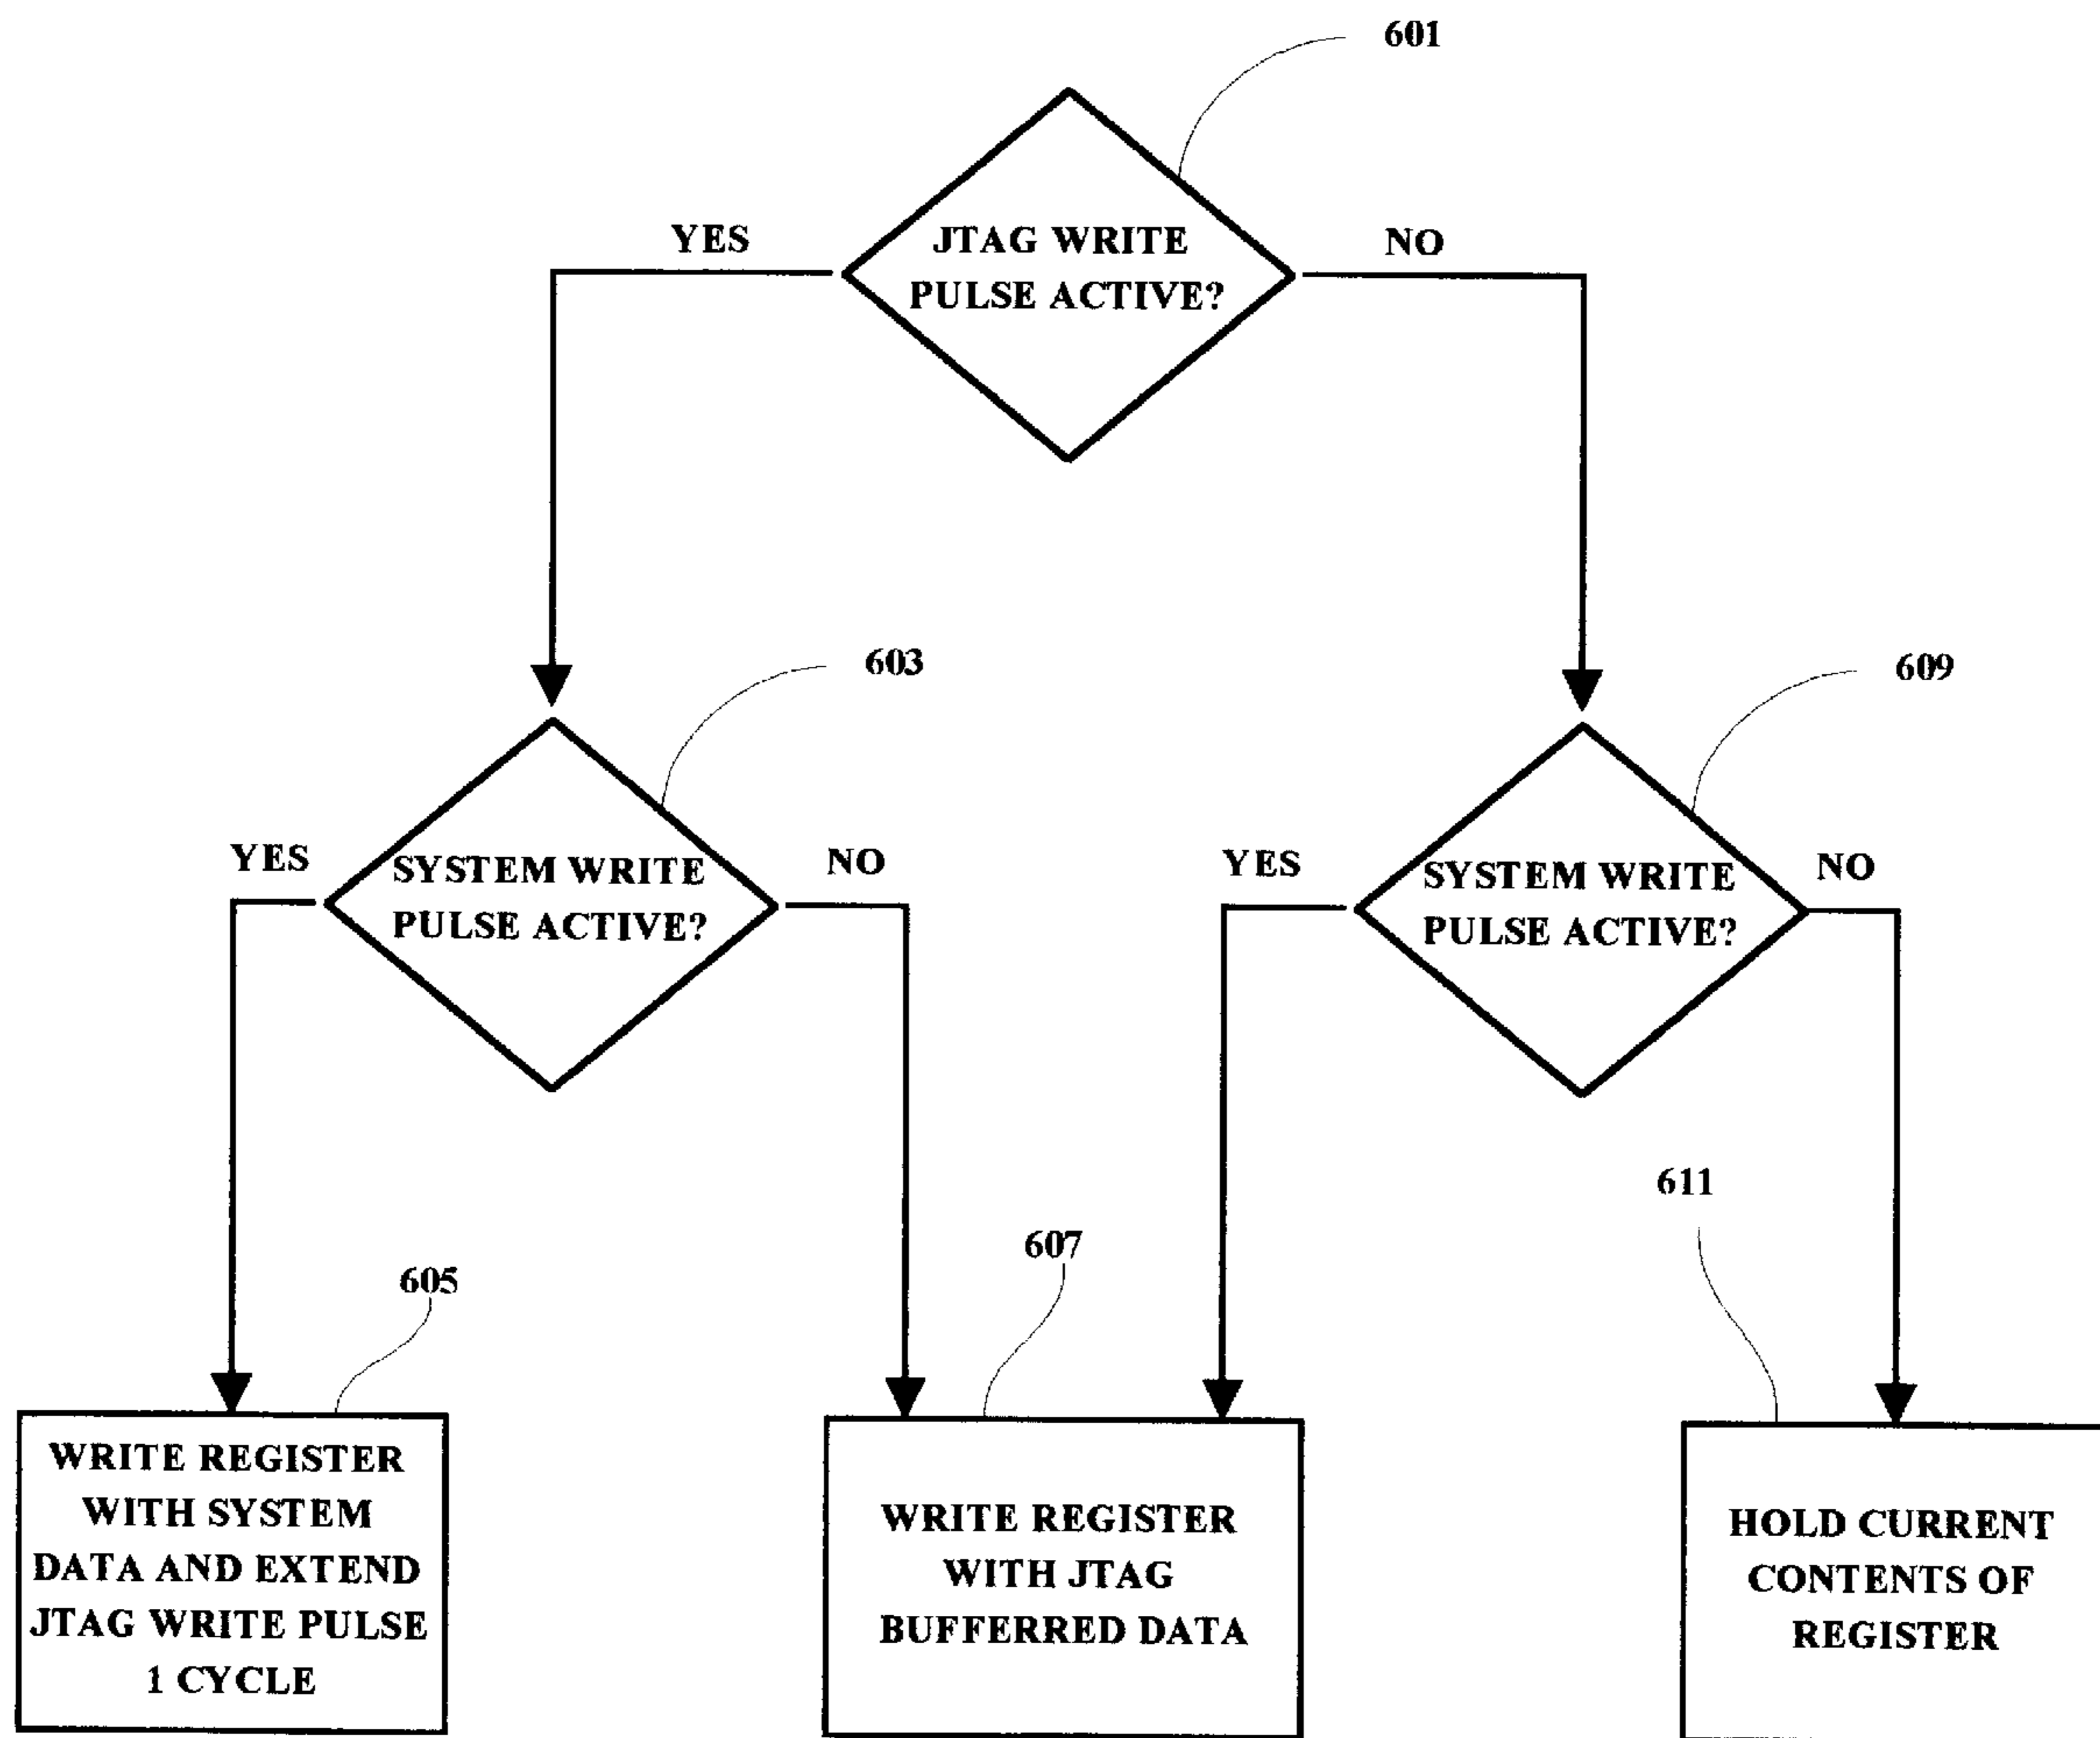 601
JTAG WRITE
PULSE ACTIVE?
YES
NO
603
609
SYSTEM WRITE
PULSE ACTIVE?
YES
NO
SYSTEM WRITE
PULSE ACTIVE?
YES
NO
605
607
611
WRITE REGISTER
WITH SYSTEM
DATA AND EXTEND
JTAG WRITE PULSE
1 CYCLE
WRITE REGISTER
WITH JTAG
BUFFERRED DATA
HOLD CURRENT
CONTENTS OF
REGISTER